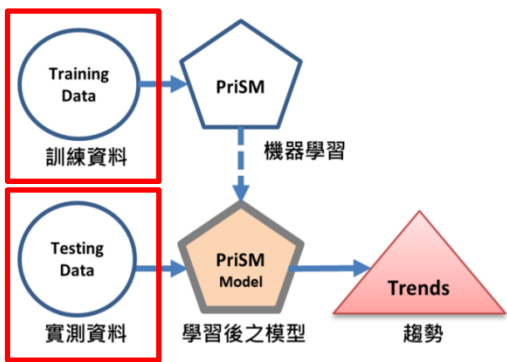 Training
Data
訓練資料
PriSM
機器學習
Testing
Data
實測資料
PriSM
Model
學習後之模型
Trends
趨勢